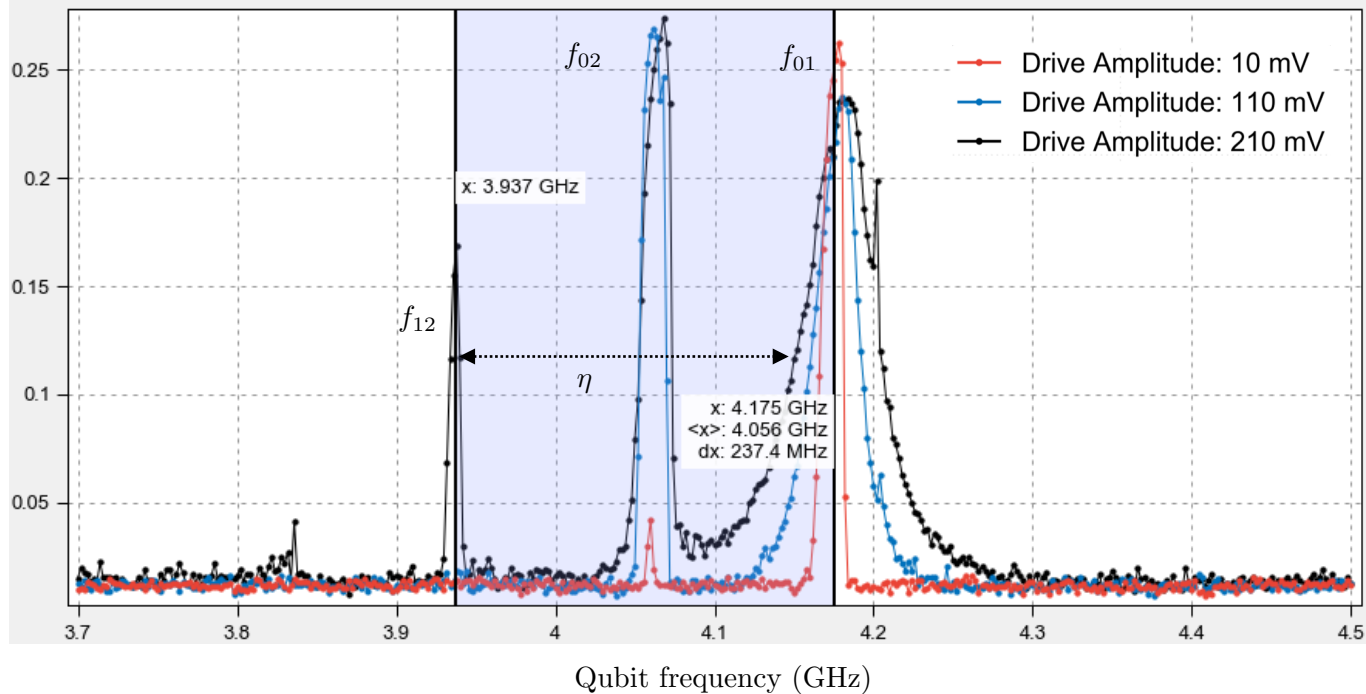 f02
f01
Drive Amplitude: 10 mV
Drive Amplitude: 110 mV
Drive Amplitude: 210 mV
0.25
0.2
0.15
0.1
0.05
x: 3.937 GHz
f12
η
x: 4.175 GHz
<x>: 4.056 GHz
dx: 237.4 MHz
3.7
3.8
3.9
4
4.1
4.2
4.3
4.4
4.5
Qubit frequency (GHz)